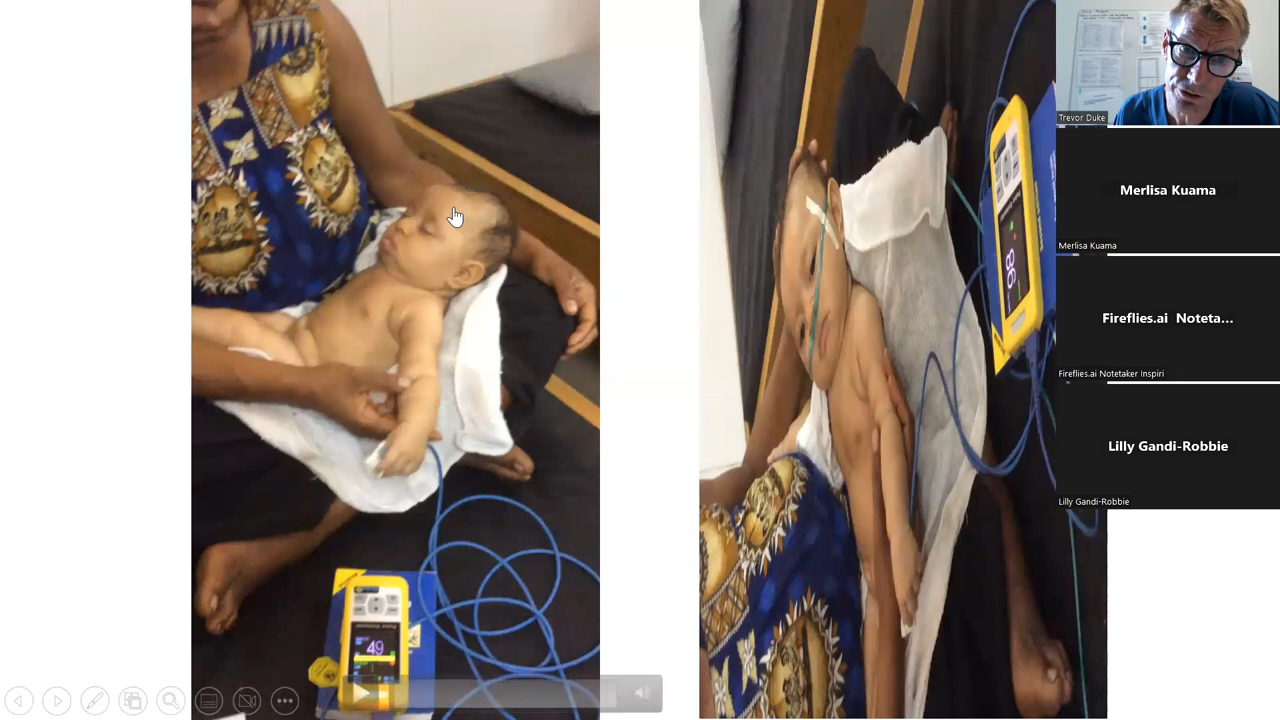 49
86
Trevor Duke
Merlisa Kuama
Merlisa Kuama
Fireflies.ai Noteta...
Fireflies.ai Notetaker Inspiri
Lilly Gandi-Robbie
Lilly Gandi-Robbie